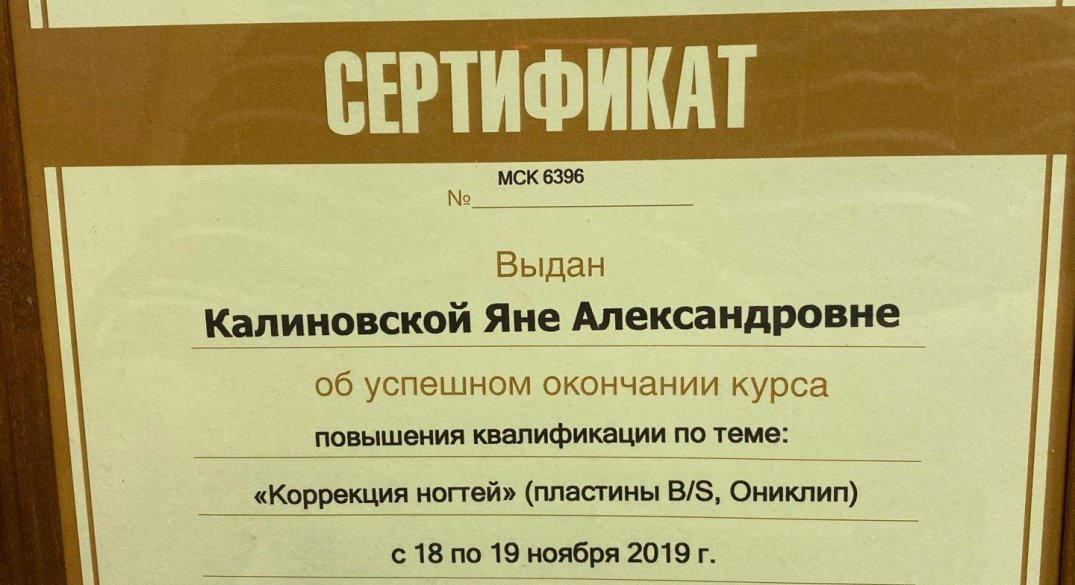 СЕРТИФИКАТ
МСК 6396
№
Выдан
Калиновской Яне Александровне
об успешном окончании курса
повышения квалификации по теме:
«Коррекция ногтей» (пластины B/S, Ониклип)
с 18 по 19 ноября 2019 г.